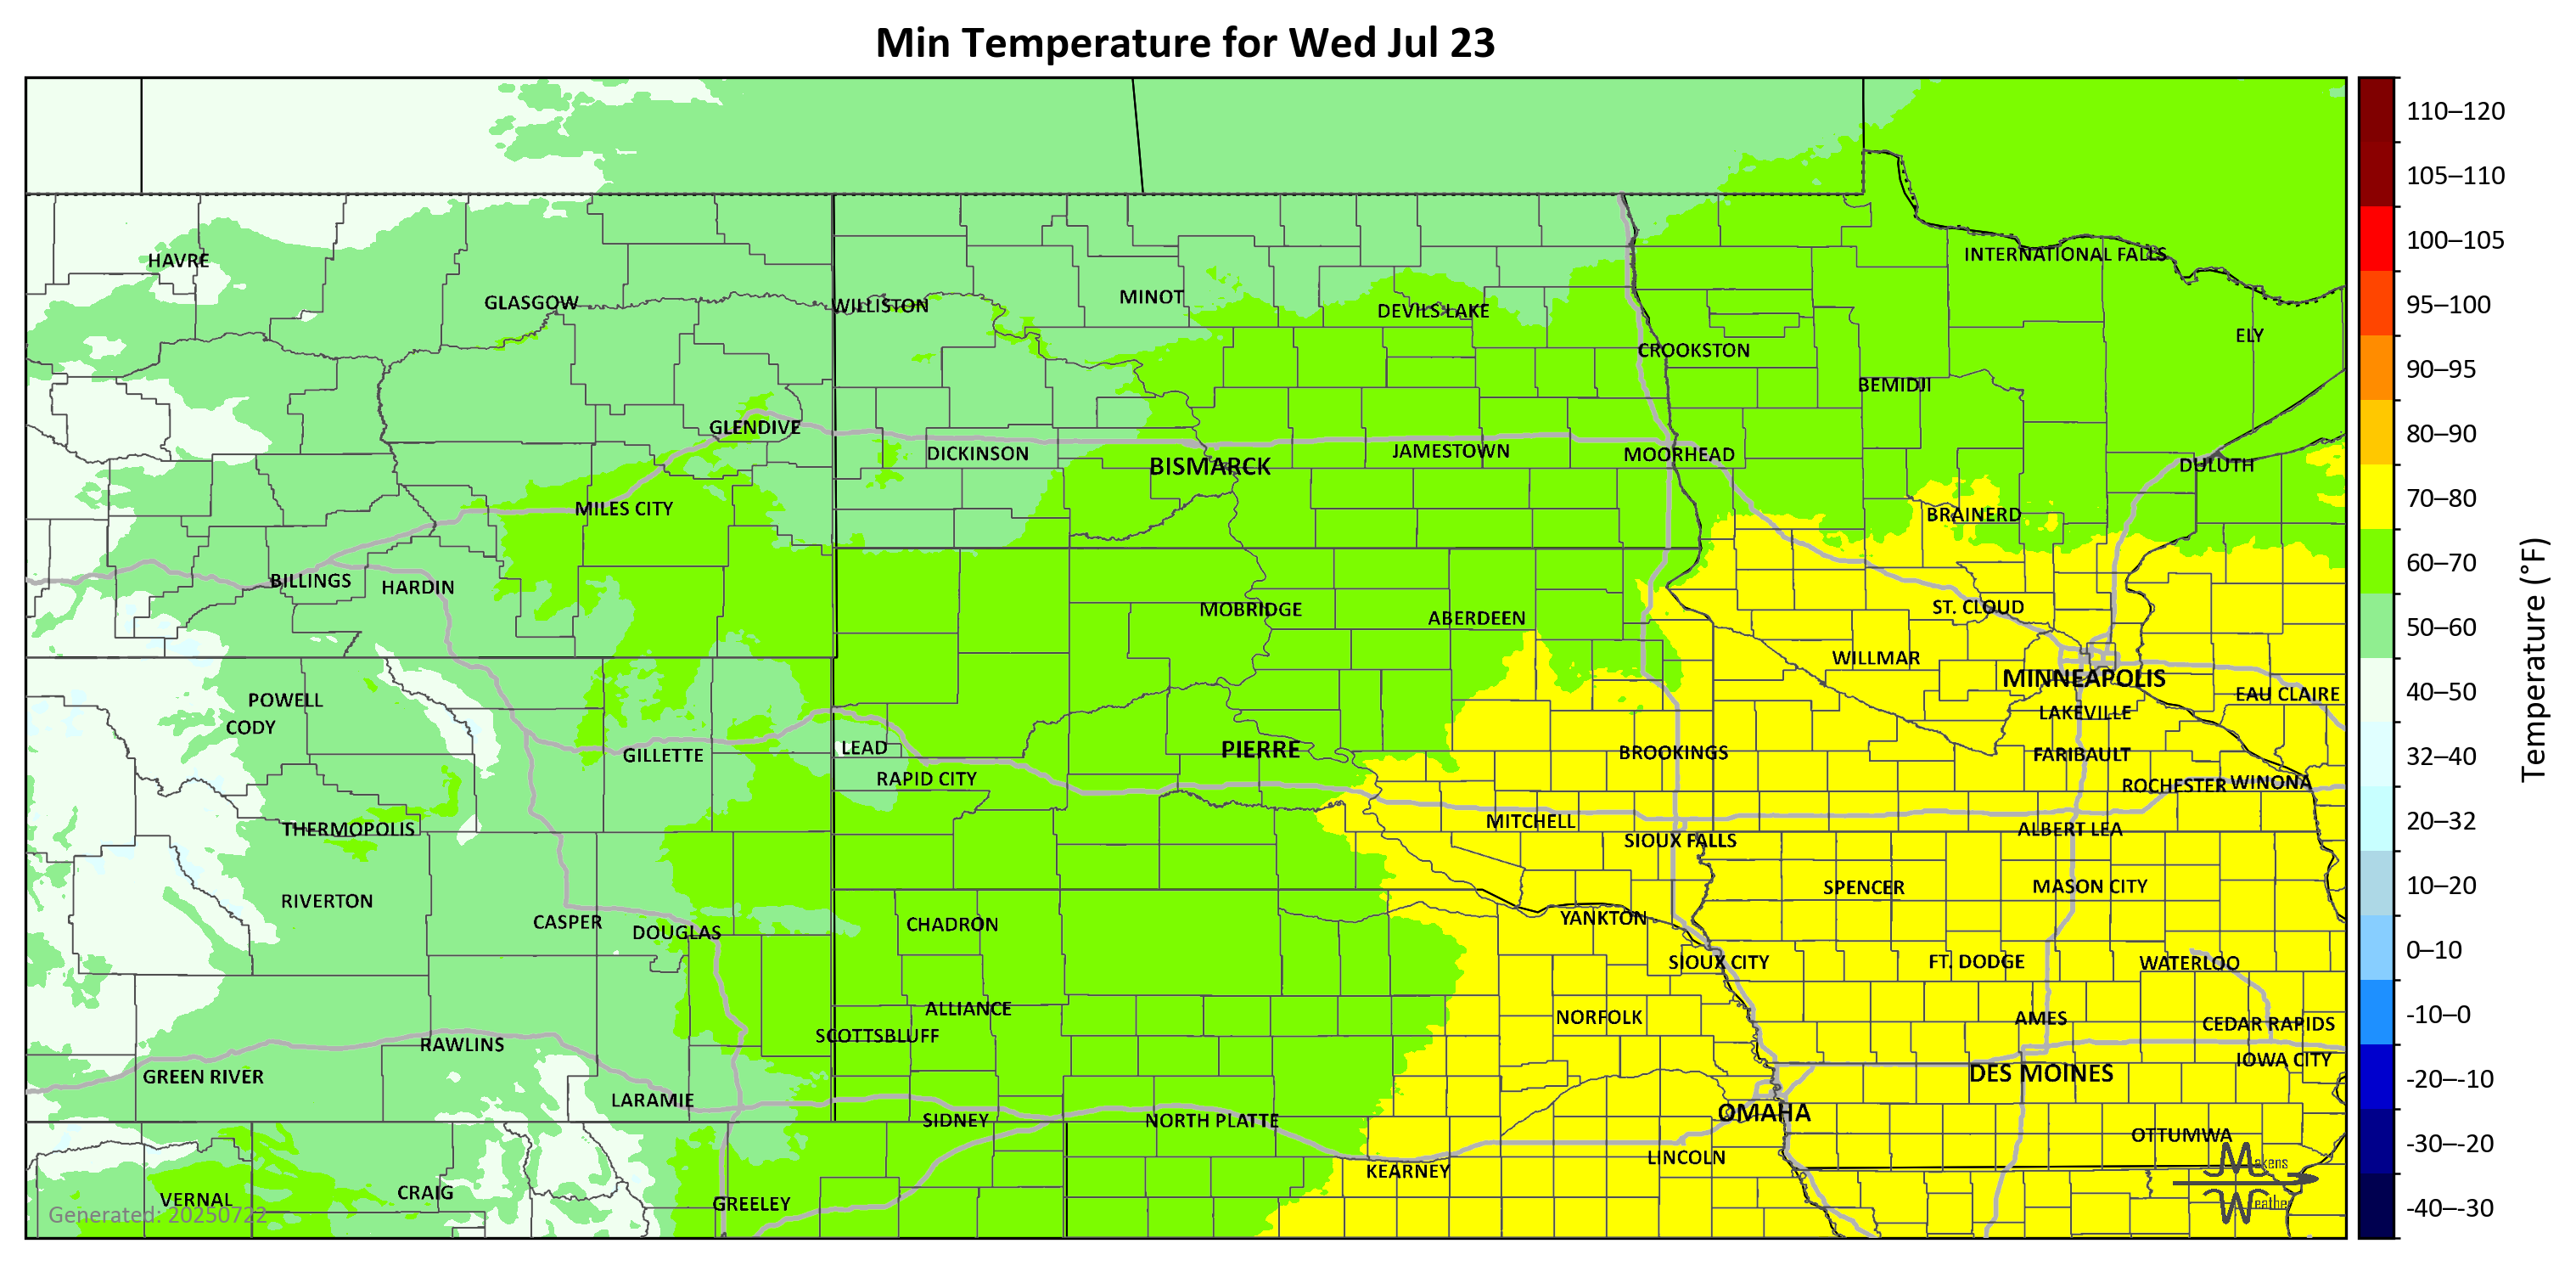 Min Temperature for Wed Jul 23
110–120
105–110
100–105
95–100
90–95
80–90
70–80
60–70
50–60
40–50
32–40
20–32
10–20
0–10
-10–0
-20–-10
-30–-20
-40–-30
Temperature (°F)
INTERNATIONAL FALLS
HAVRE
GLASGOW
WILLISTON
MINOT
DEVILS LAKE
ELY
CROOKSTON
BEMIDJI
GLENDIVE
DICKINSON
BISMARCK
JAMESTOWN
MOORHEAD
DULUTH
MILES CITY
BRAINERD
BILLINGS
HARDIN
MOBRIDGE
ABERDEEN
ST. CLOUD
WILLMAR
MINNEAPOLIS
EAU CLAIRE
POWELL
CODY
LAKEVILLE
GILLETTE
LEAD
PIERRE
BROOKINGS
FARIBAULT
RAPID CITY
ROCHESTER
WINONA
THERMOPOLIS
MITCHELL
ALBERT LEA
SIOUX FALLS
RIVERTON
SPENCER
MASON CITY
CASPER
DOUGLAS
CHADRON
YANKTON
SIOUX CITY
FT. DODGE
WATERLOO
ALLIANCE
NORFOLK
AMES
CEDAR RAPIDS
SCOTTSBLUFF
RAWLINS
IOWA CITY
GREEN RIVER
DES MOINES
LARAMIE
SIDNEY
NORTH PLATTE
OMAHA
OTTUMWA
KEARNEY
LINCOLN
VERNAL
CRAIG
GREELEY
Generated: 20250722
Makens
Weather